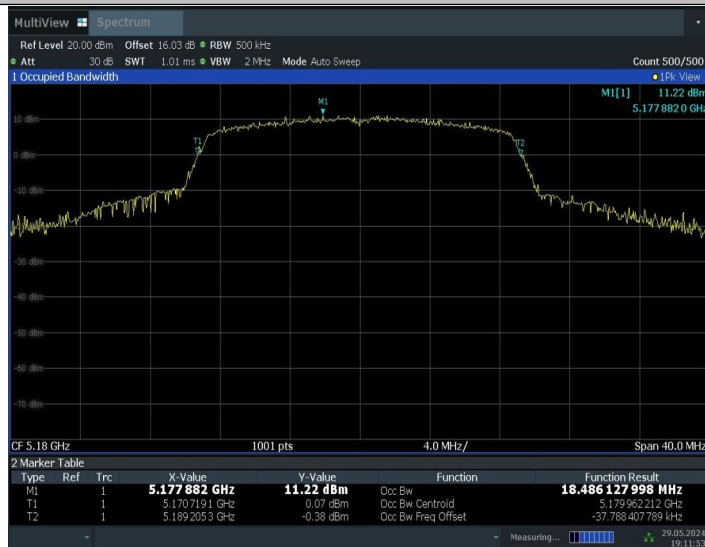 MultiView Spectrum
Ref Level 20.00 dBm Offset 16.03 dB RBW 500 kHz
Att 30 dB SWT 1.01 ms VBW 2 MHz Mode Auto Sweep Count 500/500
1 Occupied Bandwidth 1Pk View
M1[1] 11.22 dBm
5.177 882 0 GHz
M1
10 dBm
T1
T2
0 dBm
-10 dBm
-30 dBm
-40 dBm
-50 dBm
-60 dBm
-70 dBm
CF 5.18 GHz 1001 pts 4.0 MHz/ Span 40.0 MHz
2 Marker Table
Type Ref Trc X-Value Y-Value Function Function Result
M1 1 5.177 882 GHz 11.22 dBm Occ Bw 18.486 127 998 MHz
T1 1 5.170 719 1 GHz 0.07 dBm Occ Bw Centroid 5.179 962 212 GHz
T2 1 5.189 205 3 GHz -0.38 dBm Occ Bw Freq Offset -37.788 407 789 kHz
Measuring... 29.05.2024
19:11:53